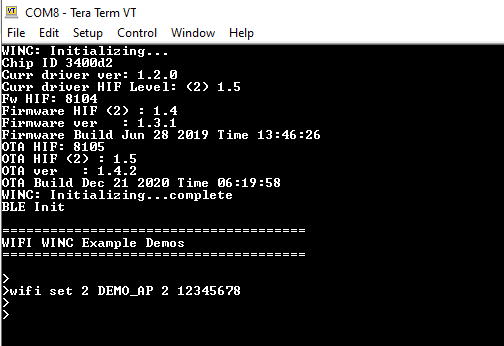 COM8 - Tera Term VT
File Edit Setup Control Window Help
WINC: Initializing...
Chip ID 3400d2
Curr driver ver: 1.2.0
Curr driver HIF Level: (2) 1.5
Fw HIF: 8104
Firmware HIF (2) : 1.4
Firmware ver   : 1.3.1
Firmware Build Jun 28 2019 Time 13:46:26
OTA HIF: 8105
OTA HIF (2) : 1.5
OTA ver   : 1.4.2
OTA Build Dec 21 2020 Time 06:19:58
WINC: Initializing...complete
BLE Init
======================================
WIFI WINC Example Demos
======================================
>
>wifi set 2 DEMO_AP 2 12345678
>
>